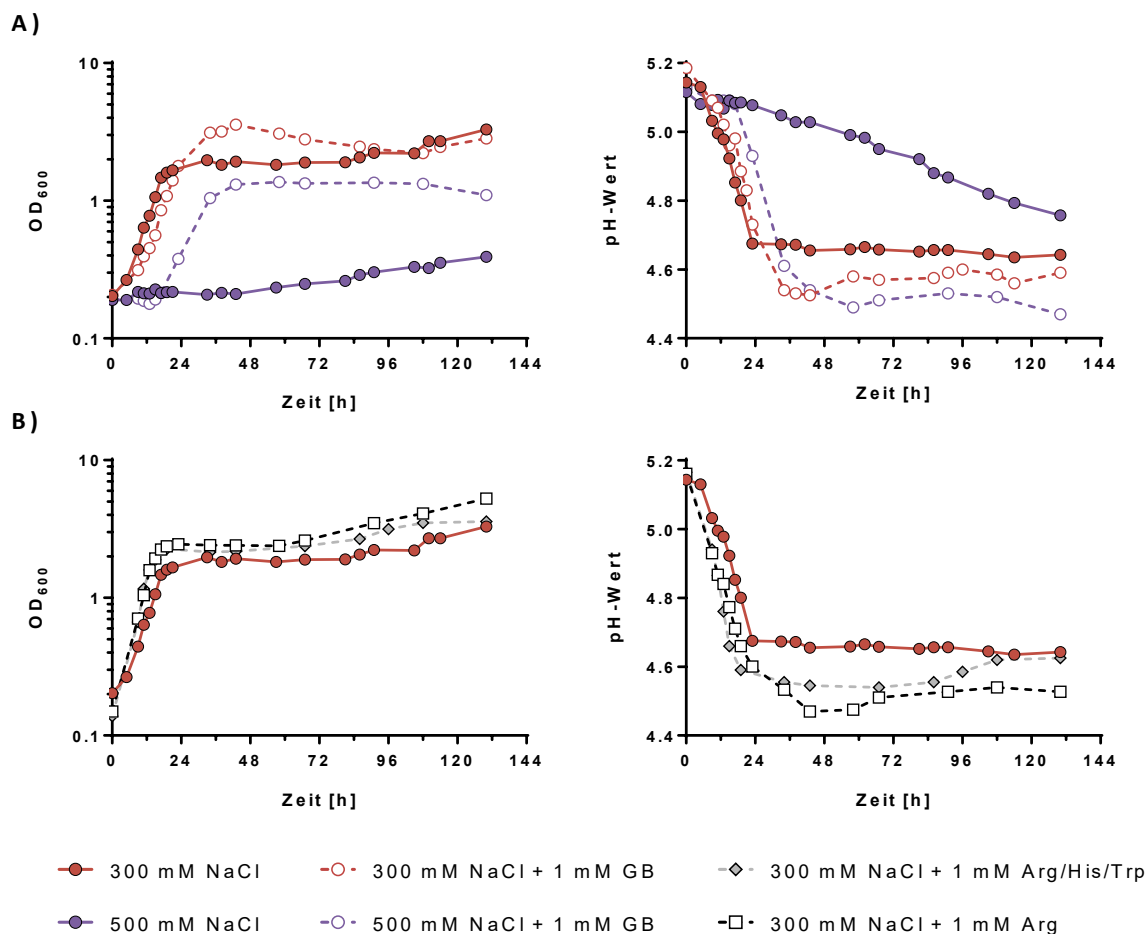 A)
10
1
0.1
OD600
0 24 48 72 96 120 144
Zeit [h]
5.2
5.0
4.8
4.6
4.4
pH-Wert
0 24 48 72 96 120 144
Zeit [h]
B)
10
1
0.1
OD600
0 24 48 72 96 120 144
Zeit [h]
5.2
5.0
4.8
4.6
4.4
pH-Wert
0 24 48 72 96 120 144
Zeit [h]
300 mM NaCl 300 mM NaCl + 1 mM GB 300 mM NaCl + 1 mM Arg/His/Trp
500 mM NaCl 500 mM NaCl + 1 mM GB 300 mM NaCl + 1 mM Arg